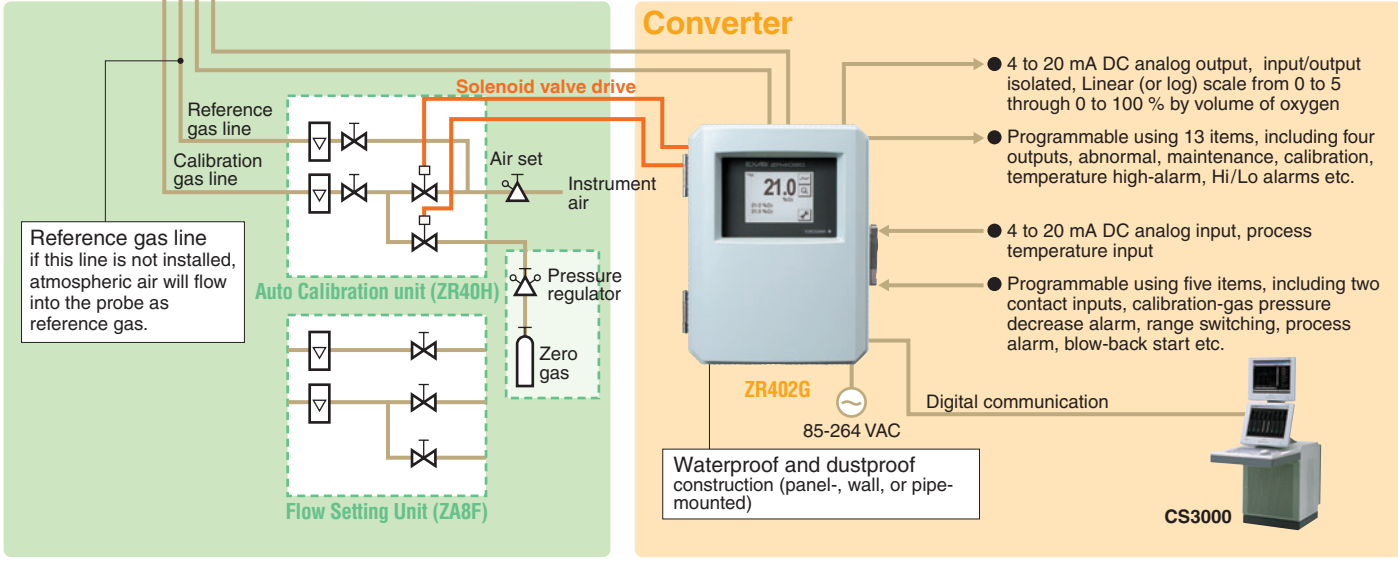 Converter
Solenoid valve drive
Reference
gas line
Calibration
gas line
Air set
Instrument
air
Reference gas line
if this line is not installed,
atmospheric air will flow
into the probe as
reference gas.
Auto Calibration unit (ZR40H)
Pressure
regulator
Zero
gas
Flow Setting Unit (ZA8F)
21.0
● 4 to 20 mA DC analog output, input/output
isolated, Linear (or log) scale from 0 to 5
through 0 to 100 % by volume of oxygen
● Programmable using 13 items, including four
outputs, abnormal, maintenance, calibration,
temperature high-alarm, Hi/Lo alarms etc.
● 4 to 20 mA DC analog input, process
temperature input
● Programmable using five items, including two
contact inputs, calibration-gas pressure
decrease alarm, range switching, process
alarm, blow-back start etc.
ZR402G
85-264 VAC
Digital communication
Waterproof and dustproof
construction (panel-, wall, or pipe-
mounted)
CS3000